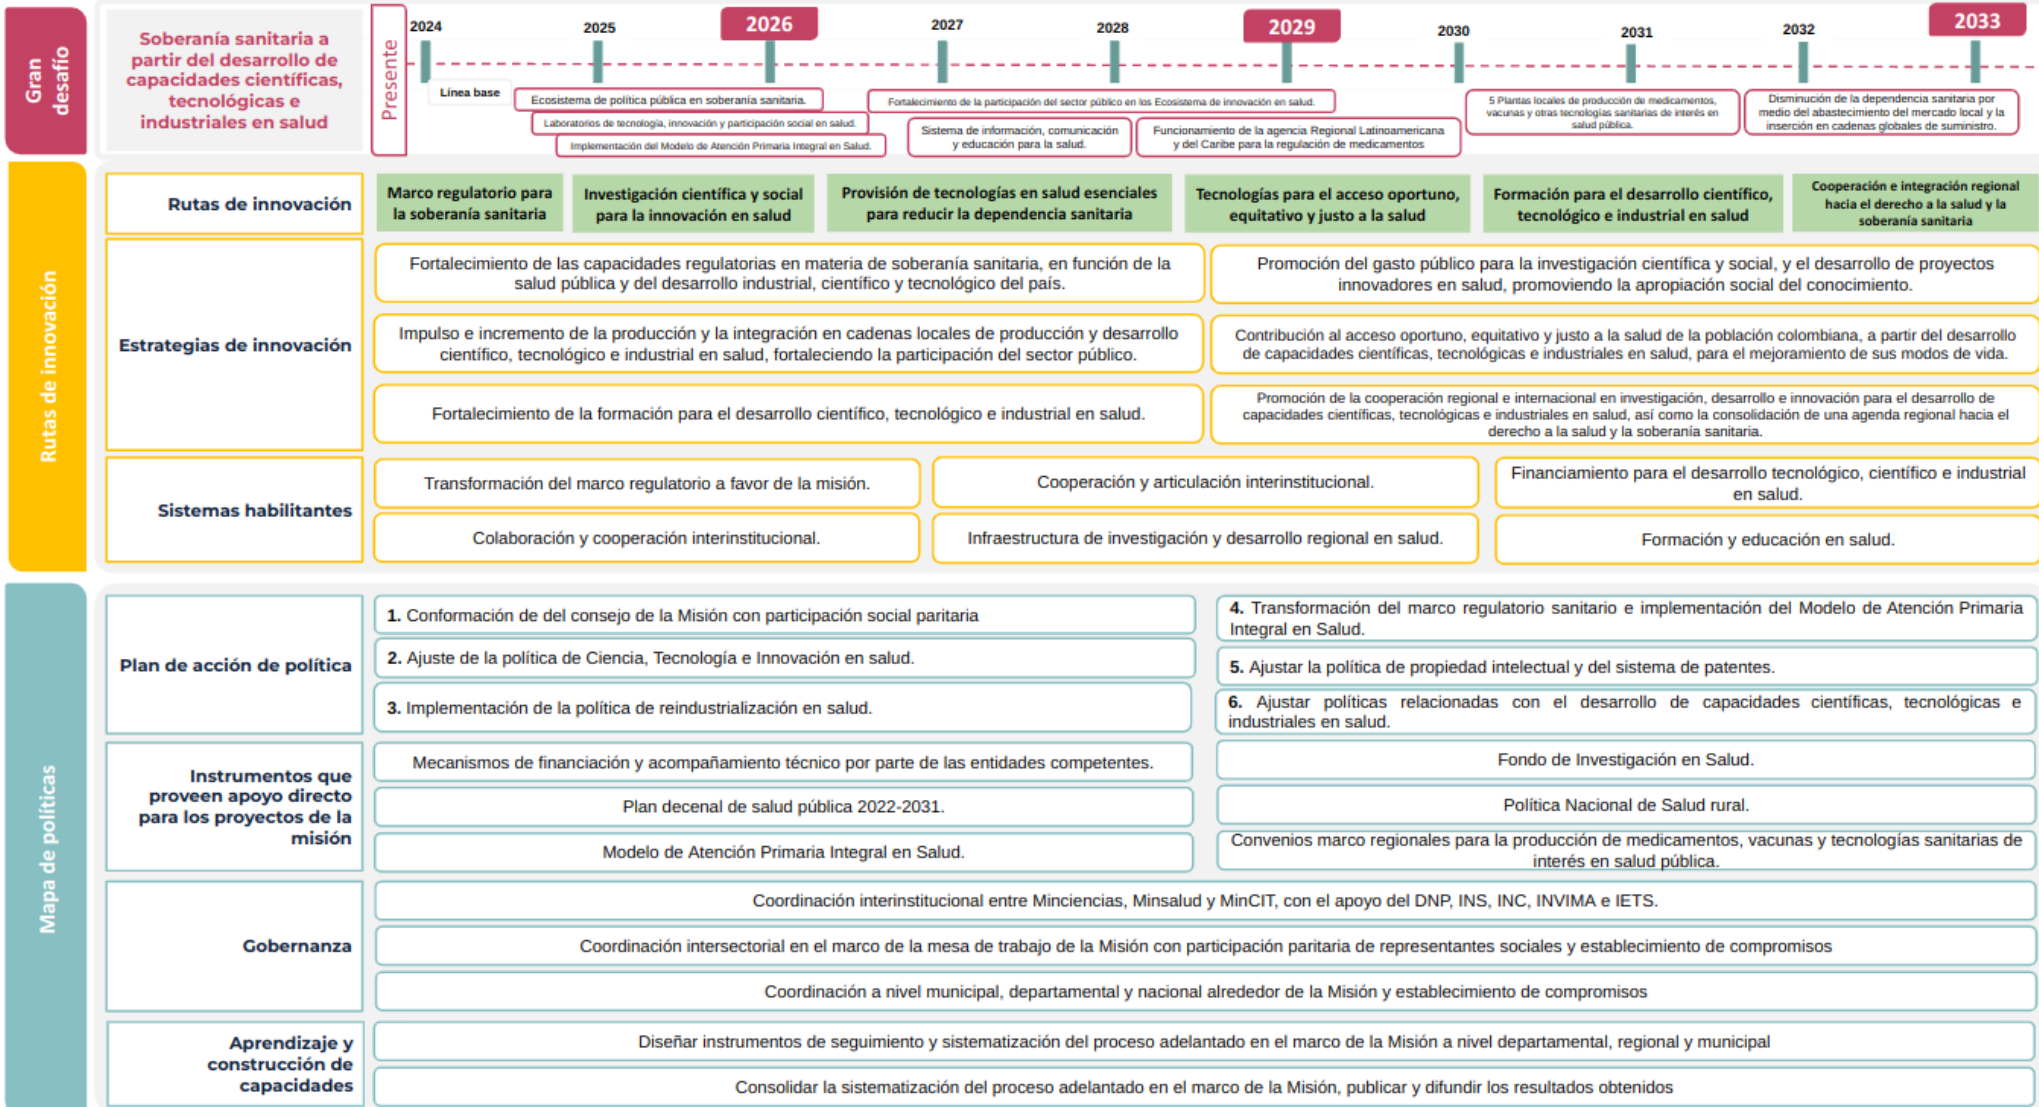 Gran
desafío
Soberanía sanitaria a
partir del desarrollo de
capacidades científicas,
tecnológicas e
industriales en salud
Presente
2024
2025
2026
2027
2028
2029
2030
2031
2032
2033
Línea base
Ecosistema de política pública en soberanía sanitaria.
Laboratorios de tecnología, innovación y participación social en salud.
Implementación del Modelo de Atención Primaria Integral en Salud.
Fortalecimiento de la participación del sector público en los Ecosistema de innovación en salud.
Sistema de información, comunicación
y educación para la salud.
Funcionamiento de la agencia Regional Latinoamericana
y del Caribe para la regulación de medicamentos
5 Plantas locales de producción de medicamentos,
vacunas y otras tecnologías sanitarias de interés en
salud pública.
Disminución de la dependencia sanitaria por
medio del abastecimiento del mercado local y la
inserción en cadenas globales de suministro.
Rutas de innovación
Rutas de innovación
Marco regulatorio para
la soberanía sanitaria
Investigación científica y social
para la innovación en salud
Provisión de tecnologías en salud esenciales
para reducir la dependencia sanitaria
Tecnologías para el acceso oportuno,
equitativo y justo a la salud
Formación para el desarrollo científico,
tecnológico e industrial en salud
Cooperación e integración regional
hacia el derecho a la salud y la
soberanía sanitaria
Estrategias de innovación
Fortalecimiento de las capacidades regulatorias en materia de soberanía sanitaria, en función de la
salud pública y del desarrollo industrial, científico y tecnológico del país.
Promoción del gasto público para la investigación científica y social, y el desarrollo de proyectos
innovadores en salud, promoviendo la apropiación social del conocimiento.
Impulso e incremento de la producción y la integración en cadenas locales de producción y desarrollo
científico, tecnológico e industrial en salud, fortaleciendo la participación del sector público.
Contribución al acceso oportuno, equitativo y justo a la salud de la población colombiana, a partir del desarrollo
de capacidades científicas, tecnológicas e industriales en salud, para el mejoramiento de sus modos de vida.
Fortalecimiento de la formación para el desarrollo científico, tecnológico e industrial en salud.
Promoción de la cooperación regional e internacional en investigación, desarrollo e innovación para el desarrollo de
capacidades científicas, tecnológicas e industriales en salud, así como la consolidación de una agenda regional hacia el
derecho a la salud y la soberanía sanitaria.
Sistemas habilitantes
Transformación del marco regulatorio a favor de la misión.
Cooperación y articulación interinstitucional.
Financiamiento para el desarrollo tecnológico, científico e industrial
en salud.
Colaboración y cooperación interinstitucional.
Infraestructura de investigación y desarrollo regional en salud.
Formación y educación en salud.
Mapa de políticas
Plan de acción de política
1. Conformación de del consejo de la Misión con participación social paritaria
2. Ajuste de la política de Ciencia, Tecnología e Innovación en salud.
3. Implementación de la política de reindustrialización en salud.
4. Transformación del marco regulatorio sanitario e implementación del Modelo de Atención Primaria
Integral en Salud.
5. Ajustar la política de propiedad intelectual y del sistema de patentes.
6. Ajustar políticas relacionadas con el desarrollo de capacidades científicas, tecnológicas e
industriales en salud.
Instrumentos que
proveen apoyo directo
para los proyectos de la
misión
Mecanismos de financiación y acompañamiento técnico por parte de las entidades competentes.
Fondo de Investigación en Salud.
Plan decenal de salud pública 2022-2031.
Política Nacional de Salud rural.
Modelo de Atención Primaria Integral en Salud.
Convenios marco regionales para la producción de medicamentos, vacunas y tecnologías sanitarias de
interés en salud pública.
Gobernanza
Coordinación interinstitucional entre Minciencias, Minsalud y MinCIT, con el apoyo del DNP, INS, INC, INVIMA e IETS.
Coordinación intersectorial en el marco de la mesa de trabajo de la Misión con participación paritaria de representantes sociales y establecimiento de compromisos
Coordinación a nivel municipal, departamental y nacional alrededor de la Misión y establecimiento de compromisos
Aprendizaje y
construcción de
capacidades
Diseñar instrumentos de seguimiento y sistematización del proceso adelantado en el marco de la Misión a nivel departamental, regional y municipal
Consolidar la sistematización del proceso adelantado en el marco de la Misión, publicar y difundir los resultados obtenidos